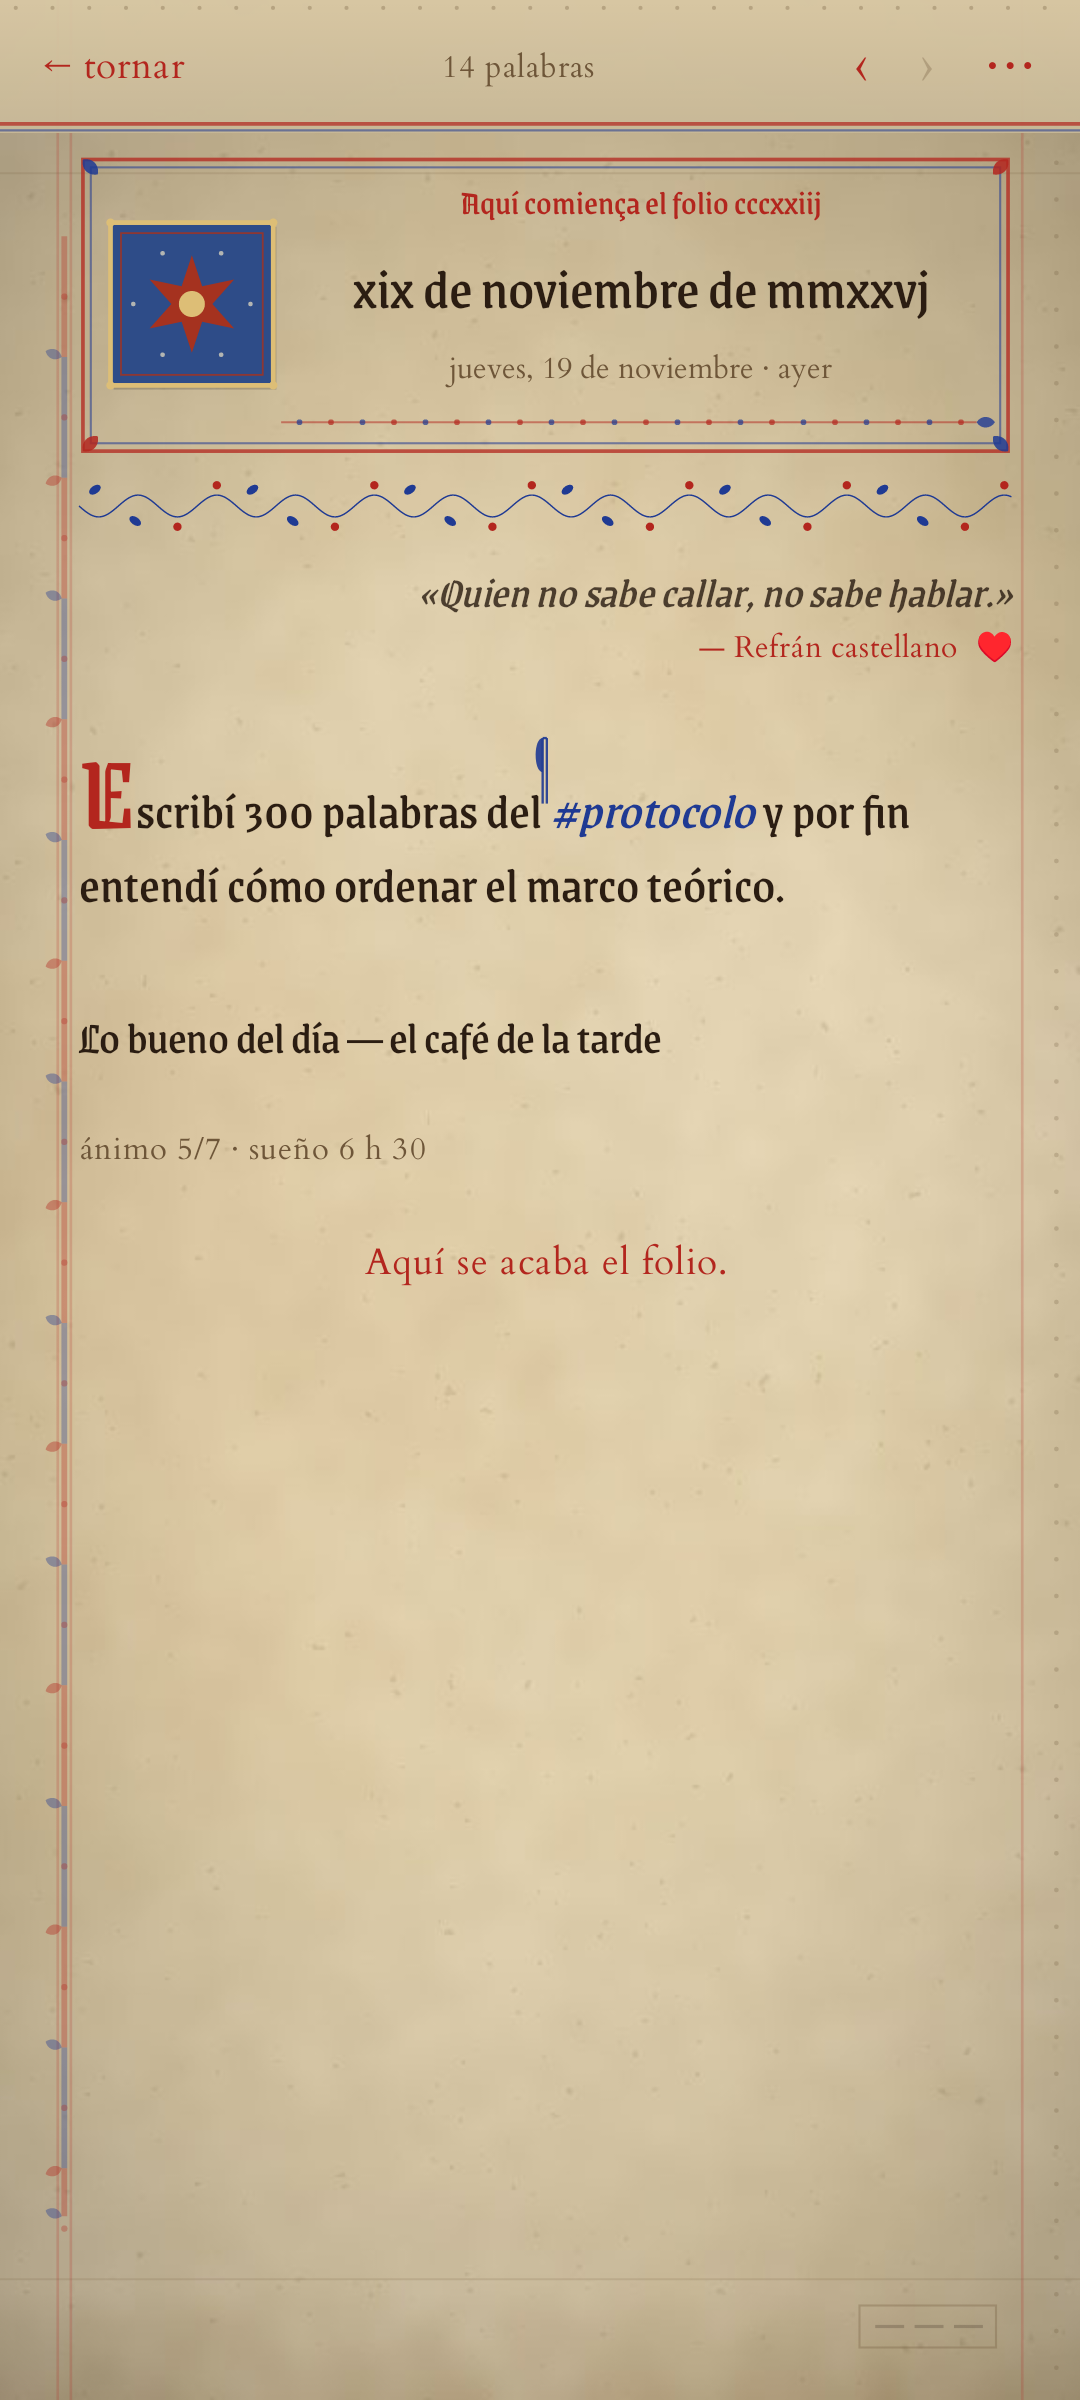 ← tornar
14 palabras
‹ › ...
Aquí comiença el folio cccxxiij
xix de noviembre de mmxxvj
jueves, 19 de noviembre · ayer
«Quien no sabe callar, no sabe hablar.»
— Refrán castellano ♥
Escribí 300 palabras del ¶ #protocolo y por fin
entendí cómo ordenar el marco teórico.
Lo bueno del día — el café de la tarde
ánimo 5/7 · sueño 6 h 30
Aquí se acaba el folio.